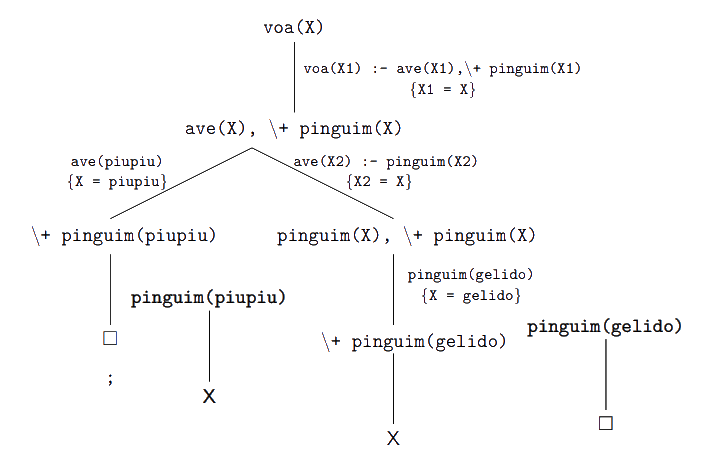 voa(X)
voa(X1) :- ave(X1),\+ pinguim(X1)
{X1 = X}
ave(X), \+ pinguim(X)
ave(piupiu)
{X = piupiu}
ave(X2) :- pinguim(X2)
{X2 = X}
\+ pinguim(piupiu)
pinguim(X), \+ pinguim(X)
pinguim(gelido)
{X = gelido}
pinguim(piupiu)
□
\+ pinguim(gelido)
pinguim(gelido)
;
X
X
□